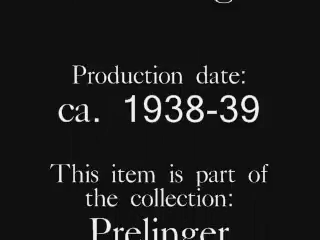 Production date:
ca. 1938-39
This item is part of
the collection:
Prelinger